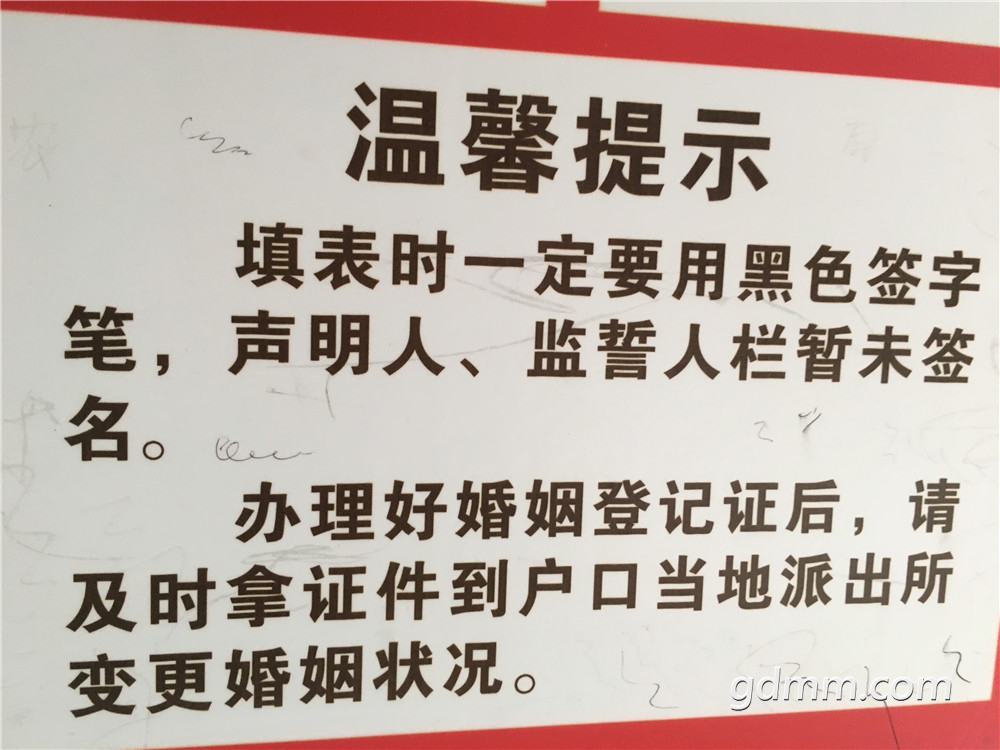 温馨提示
填表时一定要用黑色签字
笔，声明人、监誓人栏暂未签
名。
办理好婚姻登记证后，请
及时拿证件到户口当地派出所
变更婚姻状况。
gdmm.com